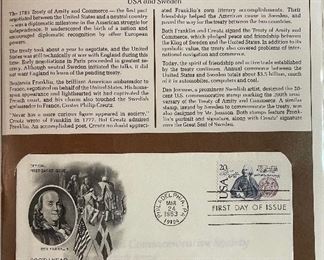 USA and Sweden
The 1783 Treaty of Amity and Commerce — the first pact
negotiated between the United States and a neutral country
— was a diplomatic milestone in the American struggle for
independence. It underscored the birth of a nation and
encouraged diplomatic recognition by other European
powers.
The treaty took about a year to negotiate, and the United
States was technically at war with England during this
time. Early negotiations in Paris proceeded in greatest se-
crecy. Although neutral Sweden initiated the talks, it did
not want England to learn of the pending treaty.
Benjamin Franklin, the brilliant American ambassador to
France, negotiated on behalf of the United States. His home-
spun appearance and lighthearted wit had captivated the
French court, and his charm also touched the Swedish
ambassador to France, Gustav Philip Creutz.
"Never has a more curious figure appeared in society,"
Creutz wrote of Franklin in 1777. But Creutz admired
Franklin. An accomplished poet, Creutz no doubt appreci-
ated Franklin's own literary accomplishments. Their
friendship helped the American cause in Sweden, and
paved the way for the treaty between the two countries.
Both Franklin and Creutz signed the Treaty of Amity and
Commerce, which pledged peace and friendship between the
King of Sweden and the United States. In addition to its
symbolic value, the treaty also covered problems of inter-
national trade and commerce.
Today, the spirit of friendship and active trade established
by the treaty continues. Annual commerce between the
United States and Sweden totals about $3.5 billion, much
of it in automobiles, computers and coal.
Dan Jonsson, a prominent Swedish artist, designed the 20-
cent U.S. commemorative stamp marking the 200th anni-
versary of the Treaty of Amity and Commerce. A similar
stamp, issued by Sweden to commemorate the treaty, was
also designed by Mr. Jonsson. Both stamps feature Frank-
lin's portrait and signature, along with Creutz' signature
and the Great Seal of Sweden.
FIRST DAY OF ISSUE
BEN FRANKLIN
PHILADELPHIA, PA
MAR
24
1983
19104
FIRST DAY OF ISSUE
USA
20c
Commemorative Society